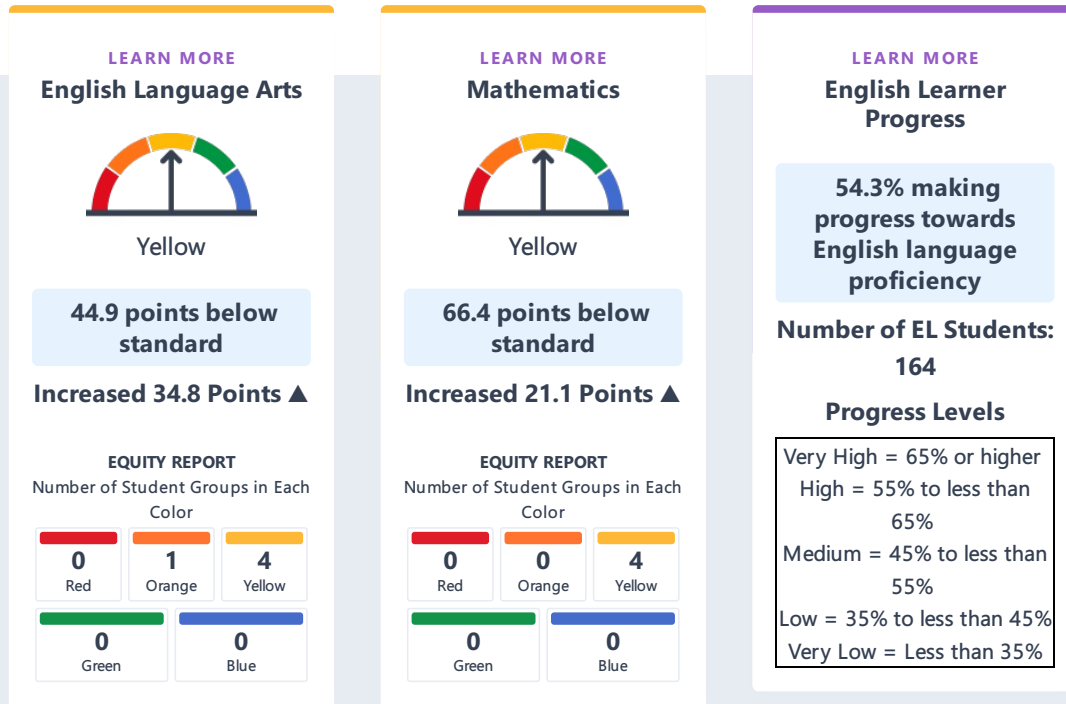 LEARN MORE
English Language Arts
Yellow
44.9 points below
standard
Increased 34.8 Points ▲
EQUITY REPORT
Number of Student Groups in Each
Color
0
Red
1
Orange
4
Yellow
0
Green
0
Blue
LEARN MORE
Mathematics
Yellow
66.4 points below
standard
Increased 21.1 Points ▲
EQUITY REPORT
Number of Student Groups in Each
Color
0
Red
0
Orange
4
Yellow
0
Green
0
Blue
LEARN MORE
English Learner
Progress
54.3% making
progress towards
English language
proficiency
Number of EL Students:
164
Progress Levels
Very High = 65% or higher
High = 55% to less than
65%
Medium = 45% to less than
55%
Low = 35% to less than 45%
Very Low = Less than 35%